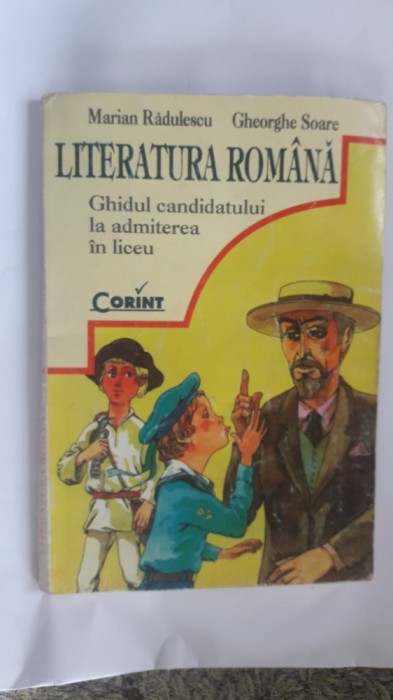 Marian Rădulescu Gheorghe Soare
LITERATURA ROMÂNĂ
Ghidul candidatului
la admiterea
în liceu
CORINT